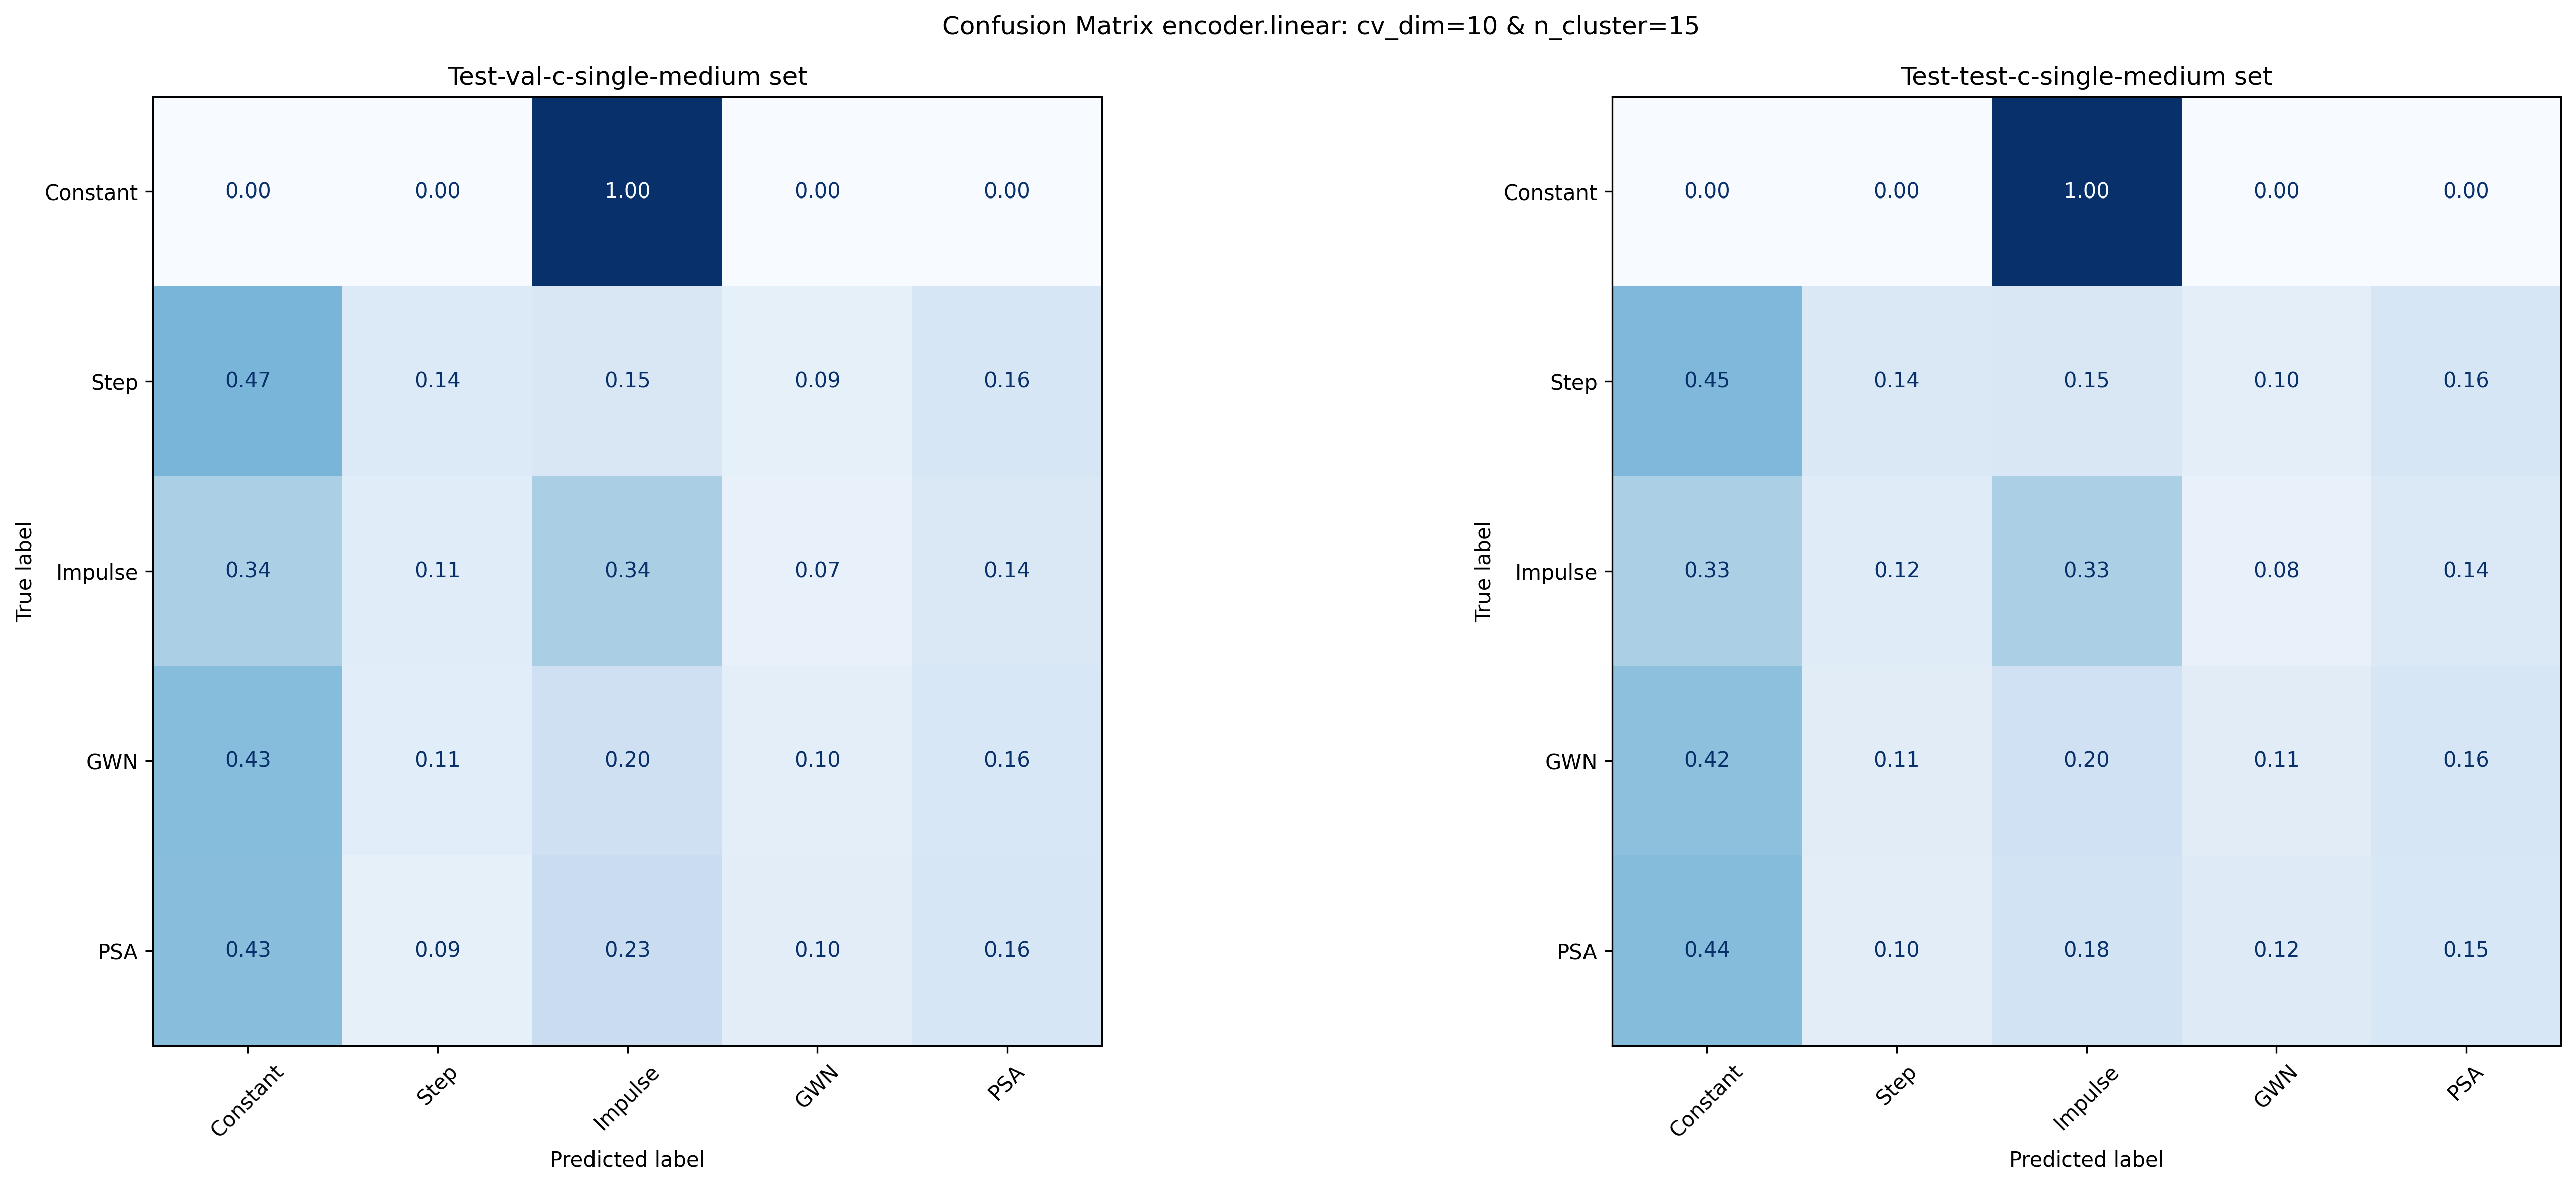 Confusion Matrix encoder.linear: cv_dim=10 & n_cluster=15
Test-val-c-single-medium set
True label
Constant 0.00 0.00 1.00 0.00 0.00
Step 0.47 0.14 0.15 0.09 0.16
Impulse 0.34 0.11 0.34 0.07 0.14
GWN 0.43 0.11 0.20 0.10 0.16
PSA 0.43 0.09 0.23 0.10 0.16
Constant Step Impulse GWN PSA
Predicted label
Test-test-c-single-medium set
True label
Constant 0.00 0.00 1.00 0.00 0.00
Step 0.45 0.14 0.15 0.10 0.16
Impulse 0.33 0.12 0.33 0.08 0.14
GWN 0.42 0.11 0.20 0.11 0.16
PSA 0.44 0.10 0.18 0.12 0.15
Constant Step Impulse GWN PSA
Predicted label